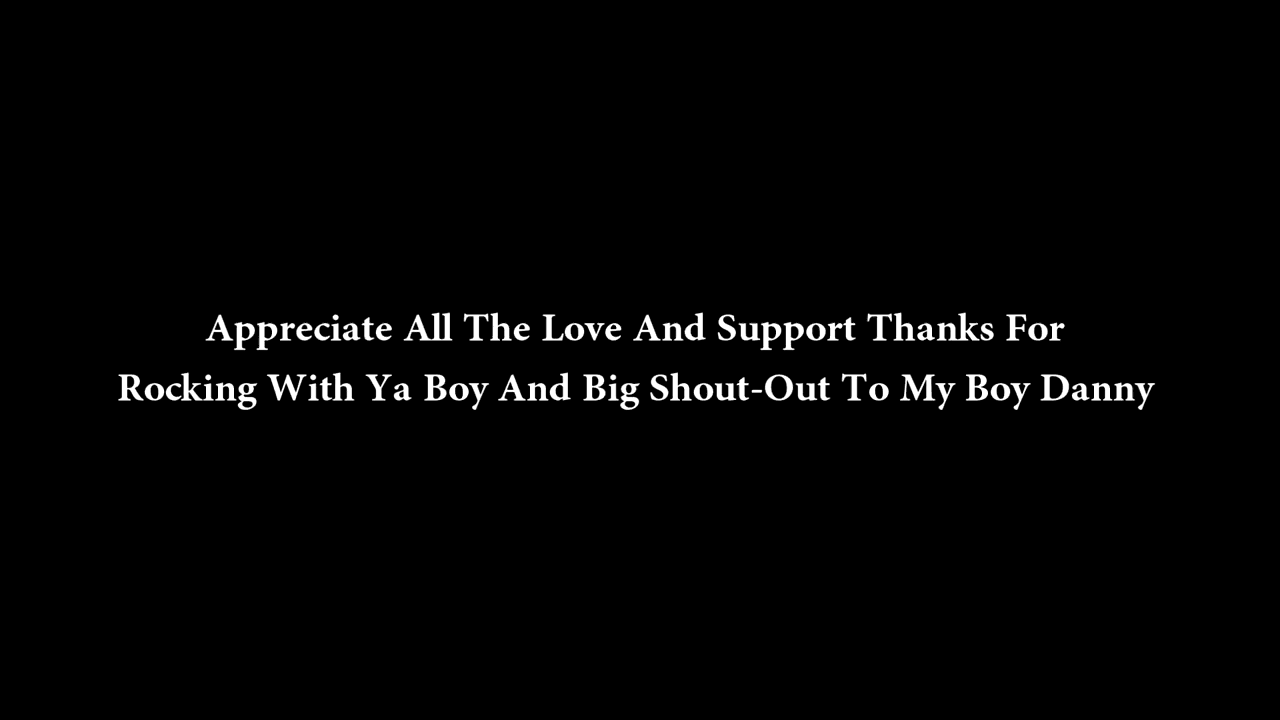 Appreciate All The Love And Support Thanks For
Rocking With Ya Boy And Big Shout-Out To My Boy Danny